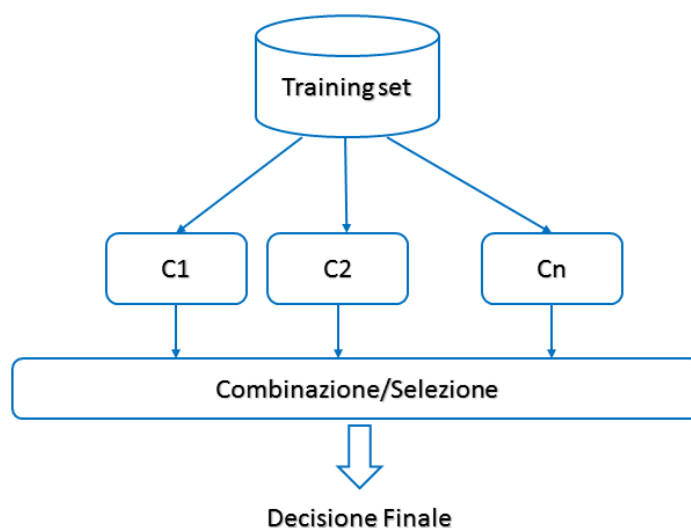 Training set
C1
C2
Cn
Combinazione/Selezione
Decisione Finale